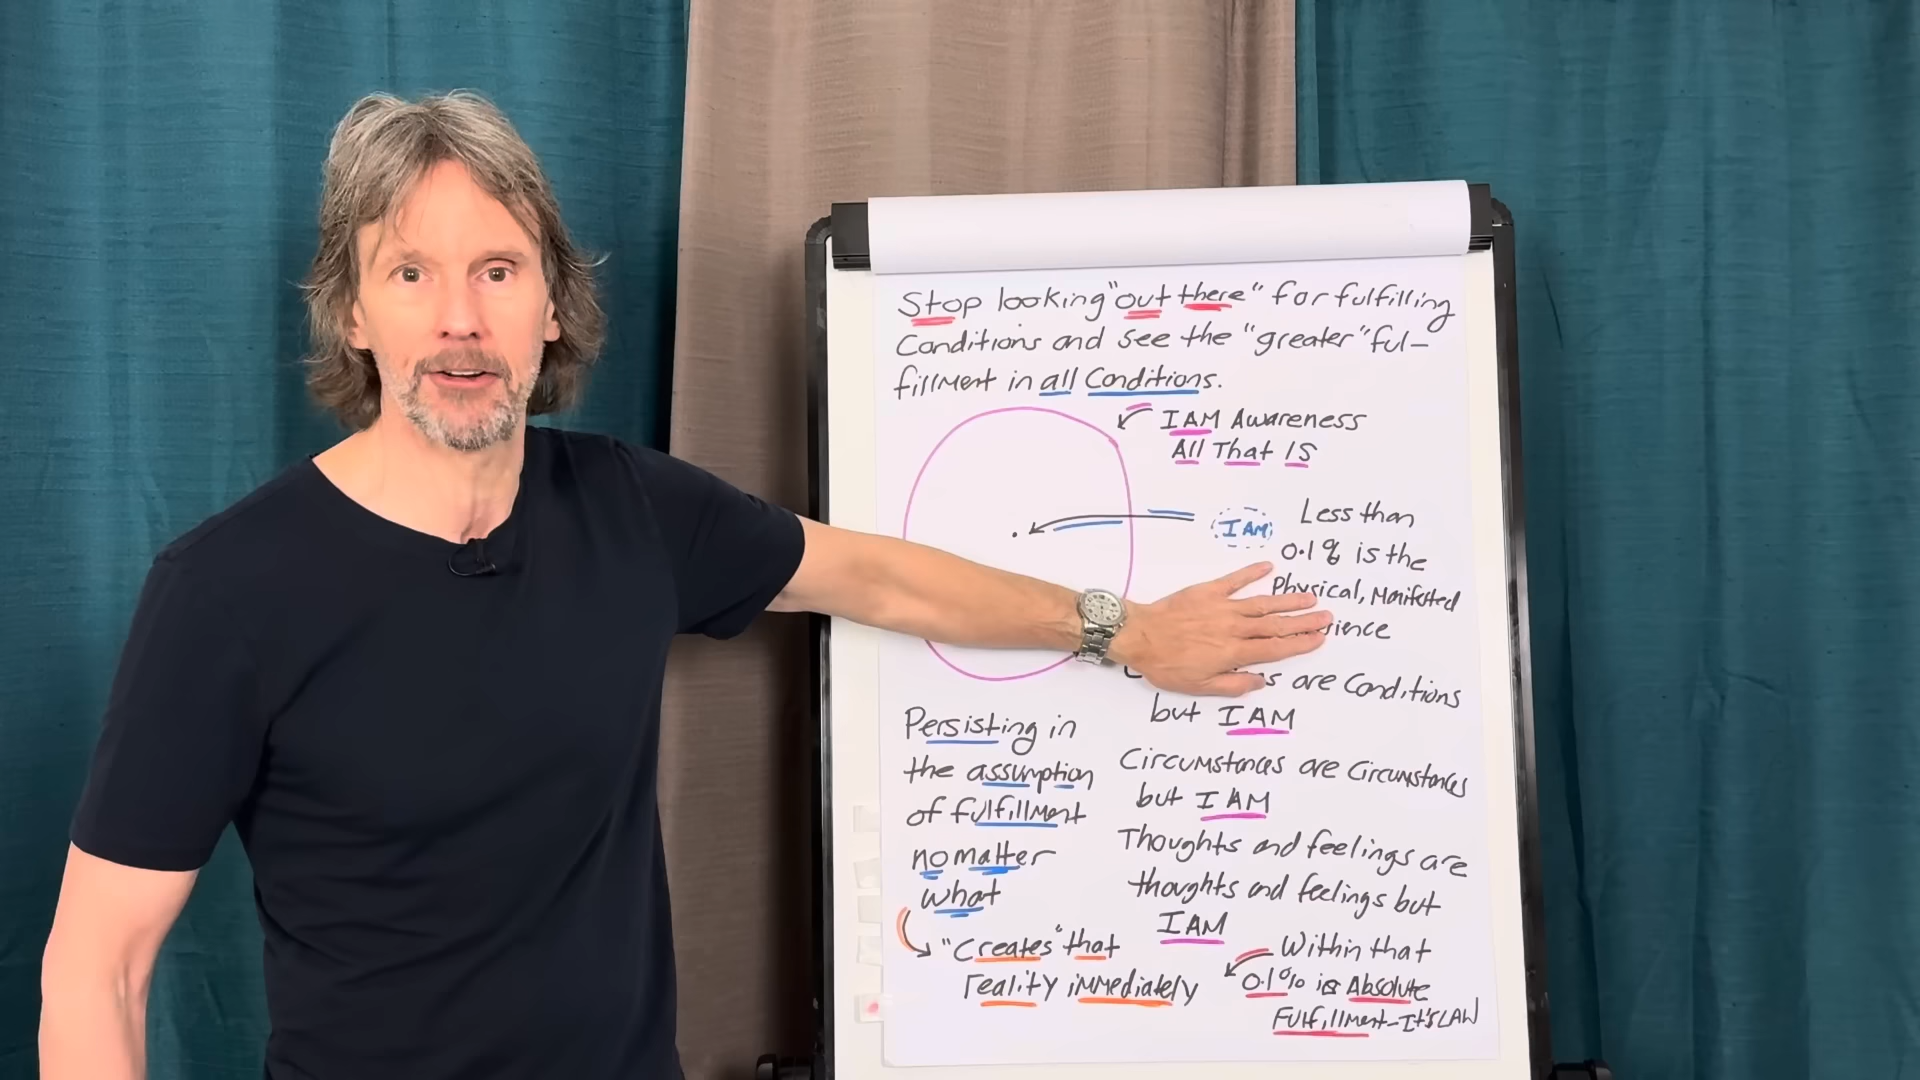 Stop looking "out there" for fulfilling
Conditions and see the "greater" ful-
fillment in all Conditions.
I AM Awareness
All That IS
I AM
Less than
0.1% is the
Physical, Manifested
ience
s are Conditions
but I AM
Circumstances are Circumstances
but I AM
Thoughts and feelings are
thoughts and feelings but
I AM
Persisting in
the assumption
of fulfillment
no matter
what
"Creates" that
reality immediately
Within that
0.1% is Absolute
Fulfillment-It's LAW